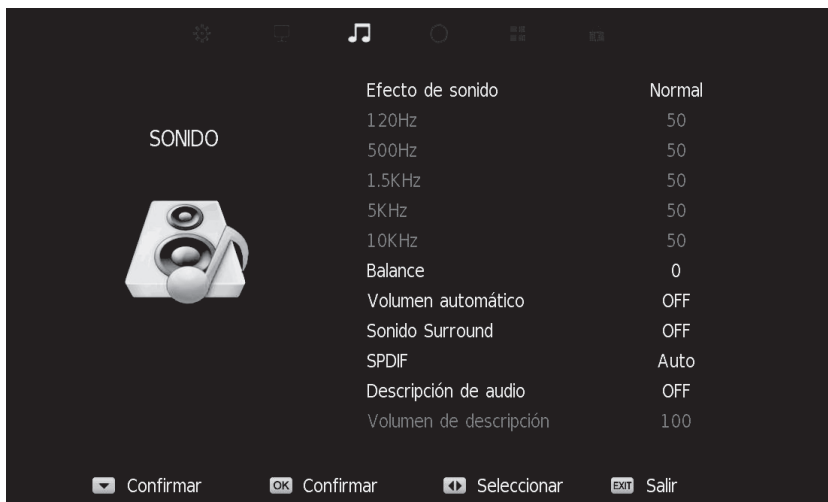 SONIDO
Efecto de sonido Normal
120Hz 50
500Hz 50
1.5KHz 50
5KHz 50
10KHz 50
Balance 0
Volumen automático OFF
Sonido Surround OFF
SPDIF Auto
Descripción de audio OFF
Volumen de descripción 100
Confirmar OK Confirmar Seleccionar EXIT Salir